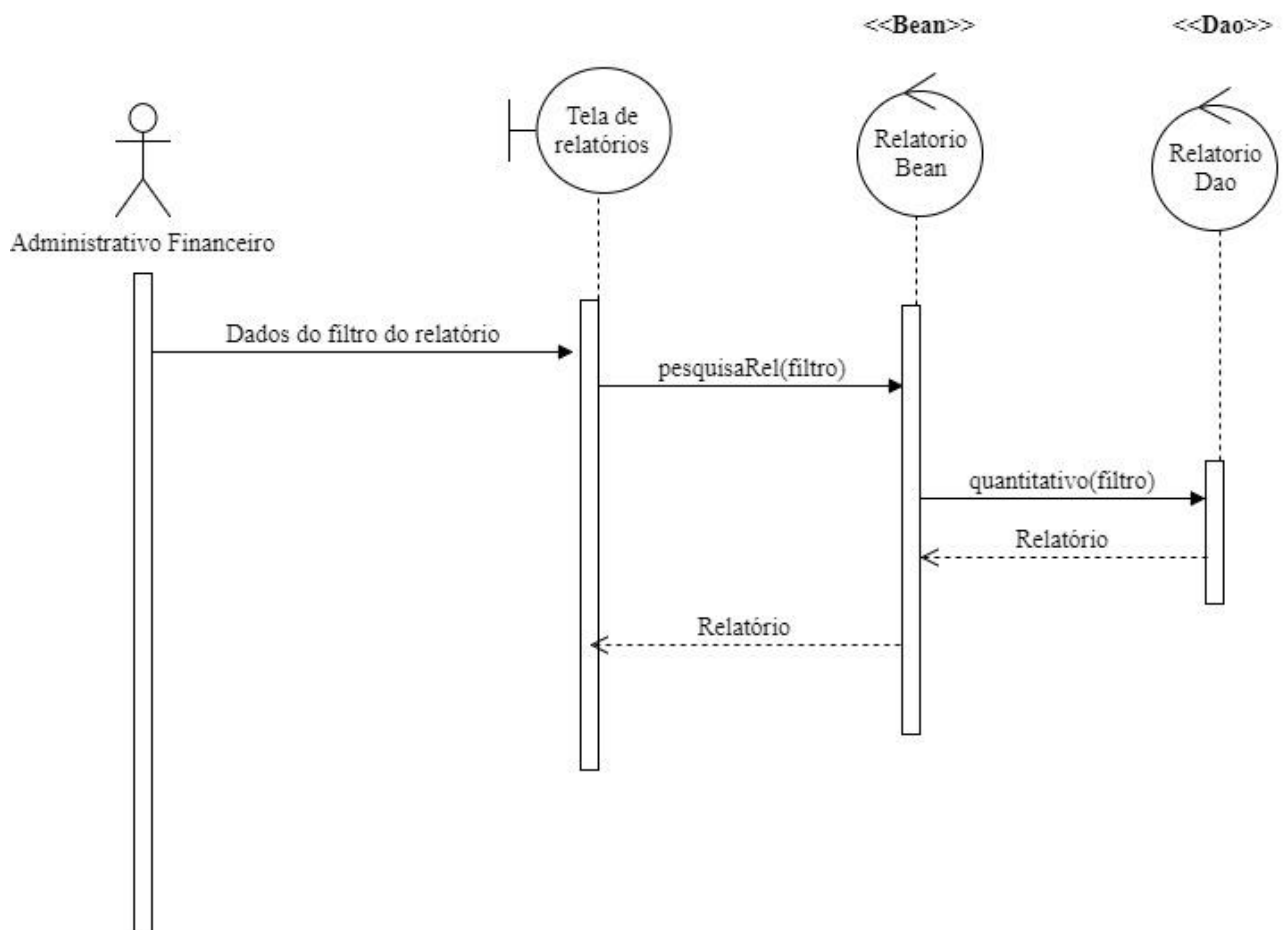 <<Bean>>
<<Dao>>
Tela de
relatórios
Relatorio
Bean
Relatorio
Dao
Administrativo Financeiro
Dados do filtro do relatório
pesquisaRel(filtro)
quantitativo(filtro)
Relatório
Relatório